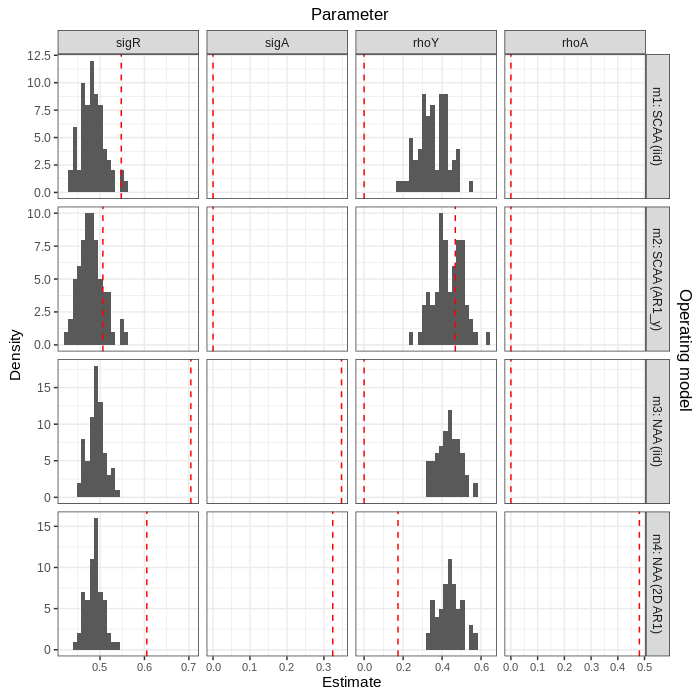 Parameter
sigR sigA rhoY rhoA
12.5
10.0
7.5
5.0
2.5
0.0
m1: SCAA (iid)
10.0
7.5
5.0
2.5
0.0
m2: SCAA (AR1_y)
15
10
5
0
m3: NAA (iid)
15
10
5
0
m4: NAA (2D AR1)
Density
Operating model
0.5 0.6 0.7 0.0 0.1 0.2 0.3 0.0 0.2 0.4 0.6 0.0 0.1 0.2 0.3 0.4 0.5
Estimate